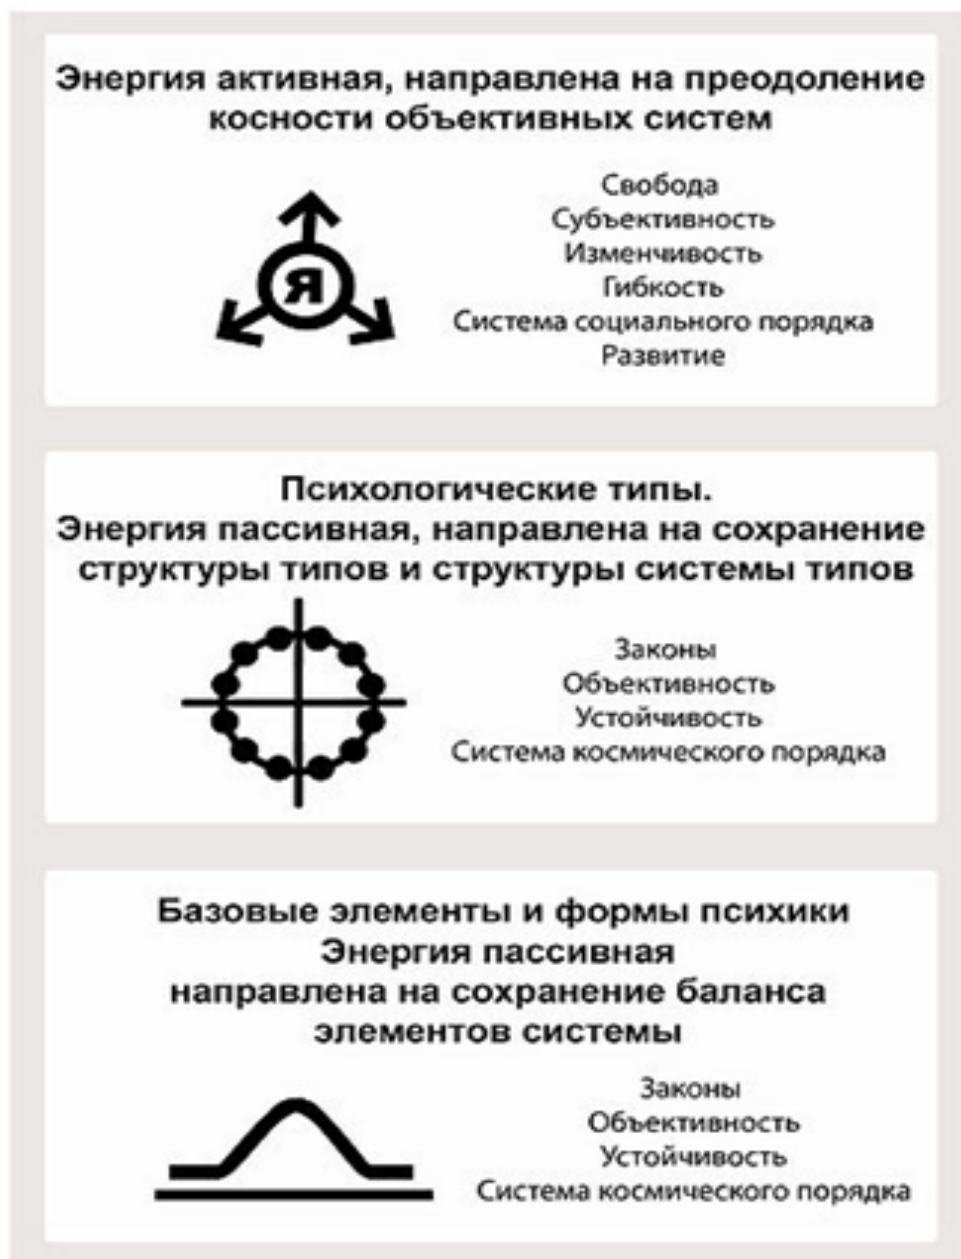 Энергия активная, направлена на преодоление
косности объективных систем
Я
Свобода
Субъективность
Изменчивость
Гибкость
Система социального порядка
Развитие
Психологические типы.
Энергия пассивная, направлена на сохранение
структуры типов и структуры системы типов
Законы
Объективность
Устойчивость
Система космического порядка
Базовые элементы и формы психики
Энергия пассивная
направлена на сохранение баланса
элементов системы
Законы
Объективность
Устойчивость
Система космического порядка